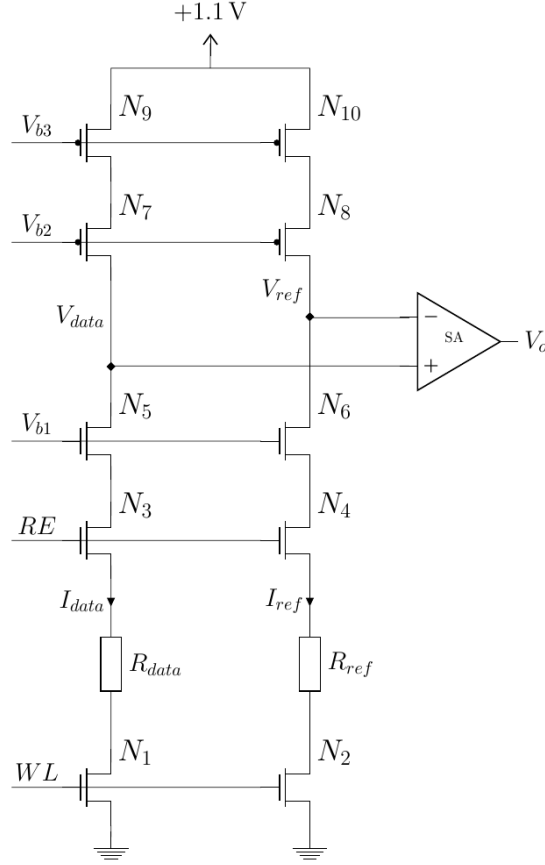 +1.1 V
N9 N10
Vb3
N7 N8
Vb2
Vref
Vdata
SA
−
+
Vo
N5 N6
Vb1
N3 N4
RE
Idata Iref
Rdata Rref
N1 N2
WL